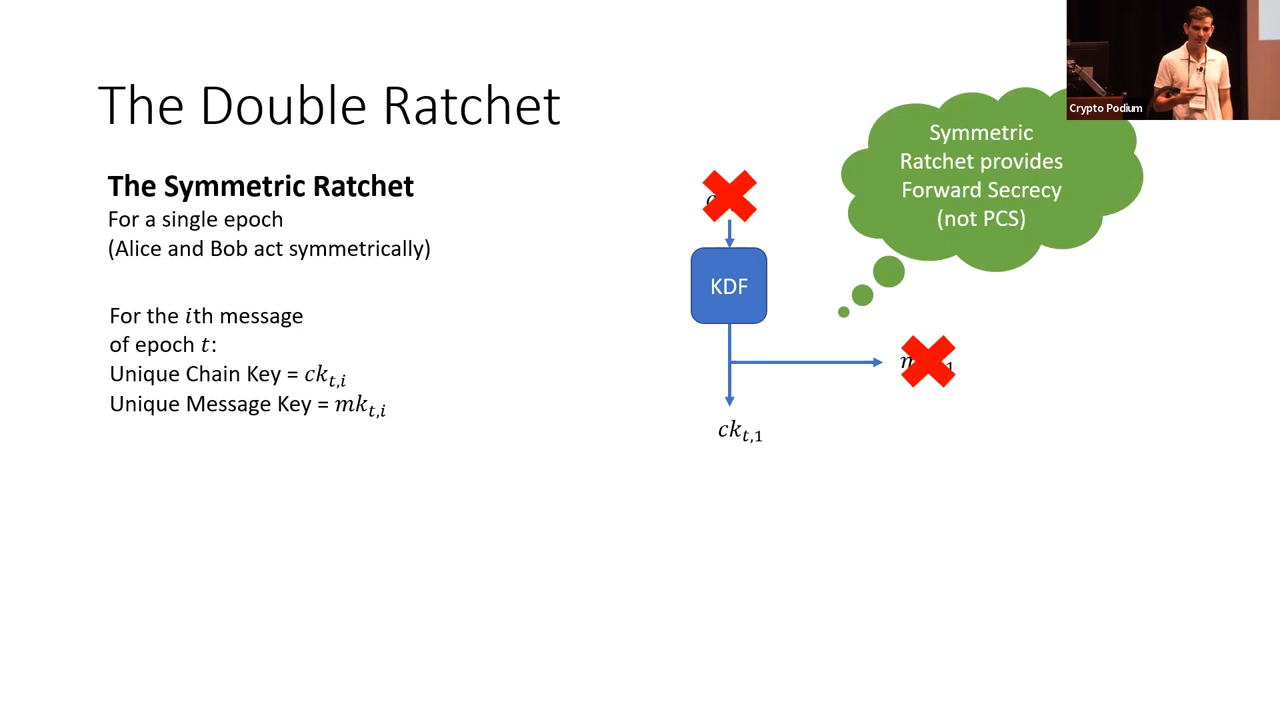 The Double Ratchet
The Symmetric Ratchet
For a single epoch
(Alice and Bob act symmetrically)
For the 𝑖th message
of epoch 𝑡:
Unique Chain Key = 𝑐𝑘𝑡,𝑖
Unique Message Key = 𝑚𝑘𝑡,𝑖
KDF
𝑐𝑘𝑡,1
Symmetric
Ratchet provides
Forward Secrecy
(not PCS)
Crypto Podium